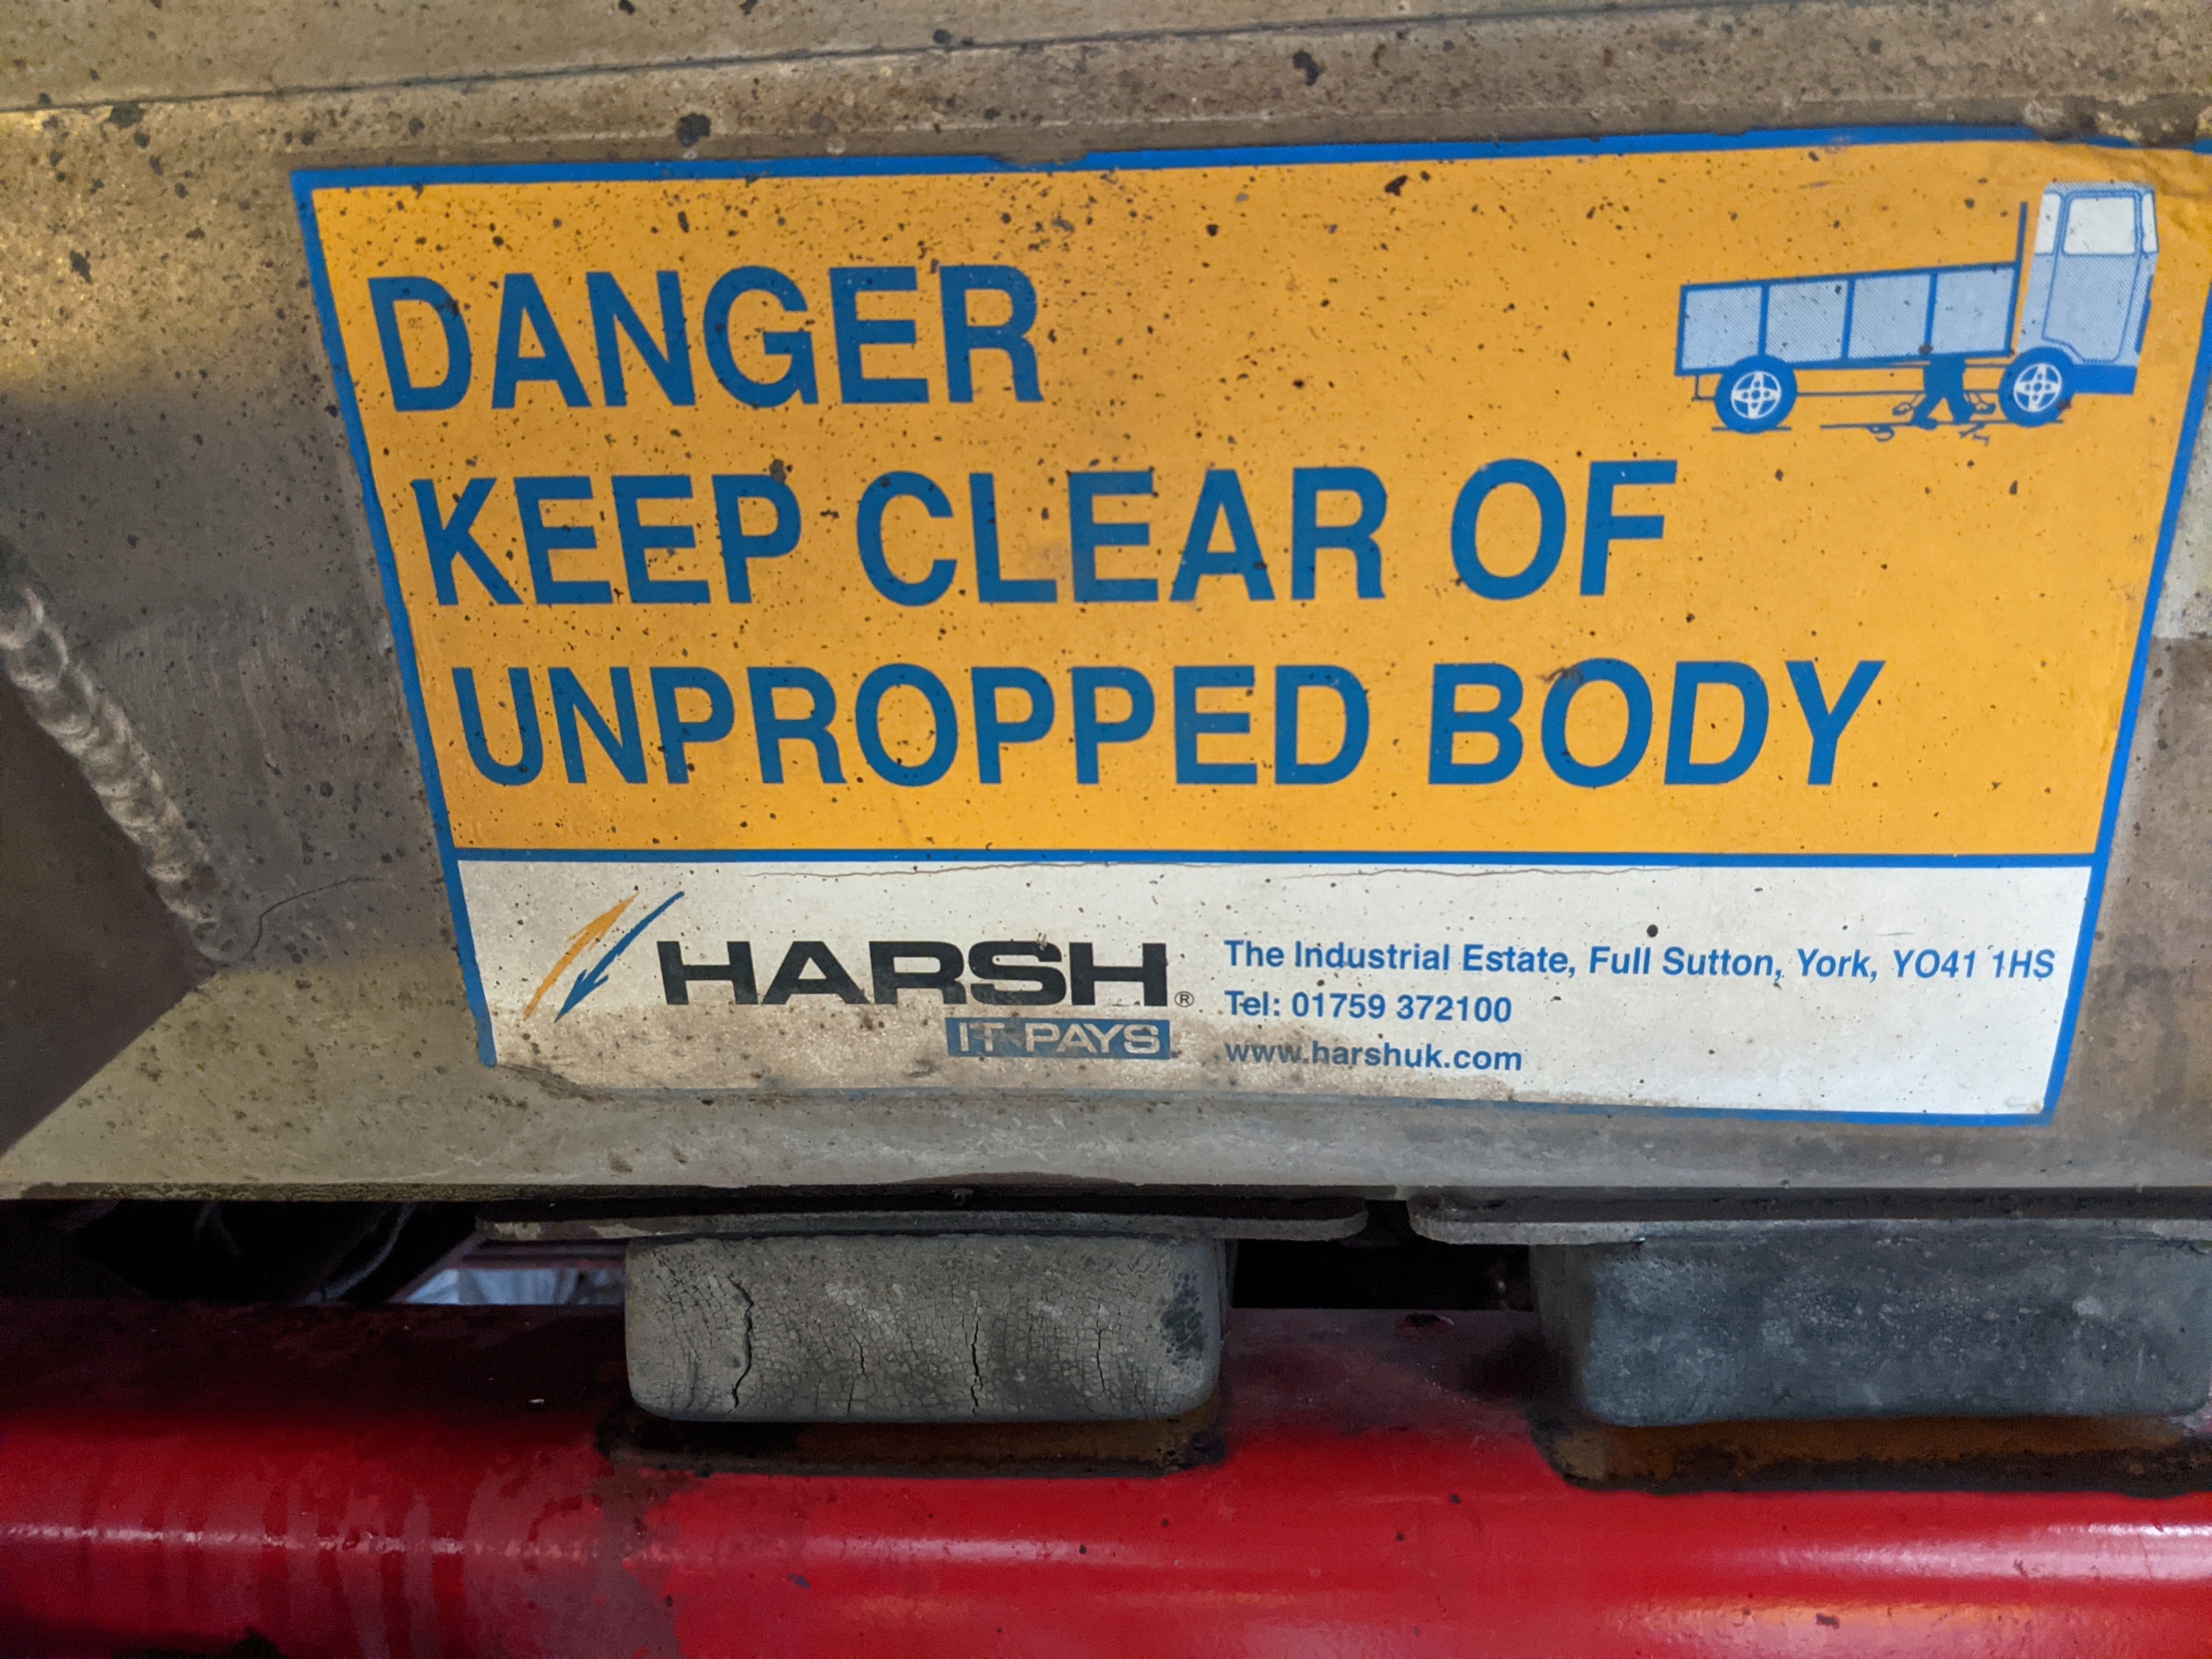 DANGER
KEEP CLEAR OF
UNPROPPED BODY
HARSH®
IT PAYS
The Industrial Estate, Full Sutton, York, YO41 1HS
Tel: 01759 372100
www.harshuk.com